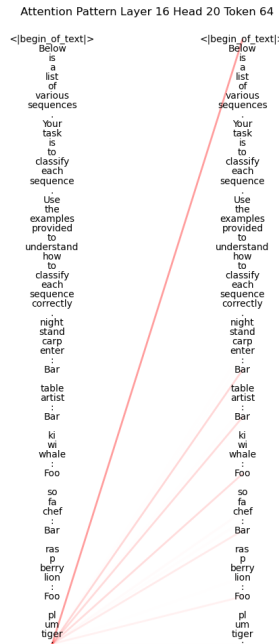 Attention Pattern Layer 16 Head 20 Token 64
<|begin_of_text|> <|begin_of_text|>
Below Below
is is
a a
list list
of of
various various
sequences sequences
. .
Your Your
task task
is is
to to
classify classify
each each
sequence sequence
. .
Use Use
the the
examples examples
provided provided
to to
understand understand
how how
to to
classify classify
each each
sequence sequence
correctly correctly
. .
night night
stand stand
carp carp
enter enter
: :
Bar Bar
table table
artist artist
: :
Bar Bar
ki ki
wi wi
whale whale
: :
Foo Foo
so so
fa fa
chef chef
: :
Bar Bar
ras ras
p p
berry berry
lion lion
: :
Foo Foo
pl pl
um um
tiger tiger
: :